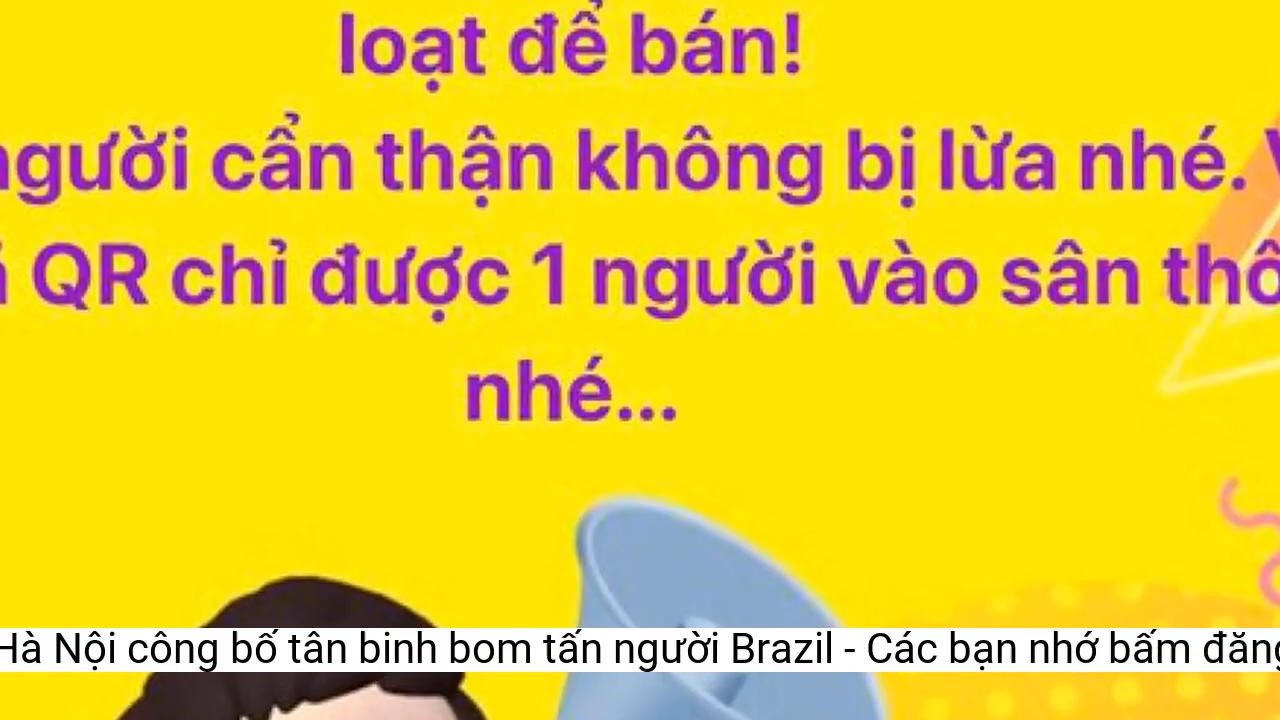 loạt để bán!
người cẩn thận không bị lừa nhé.
QR chỉ được 1 người vào sân
nhé...
Hà Nội công bố tân binh bom tấn người Brazil - Các bạn nhớ bấm đăng